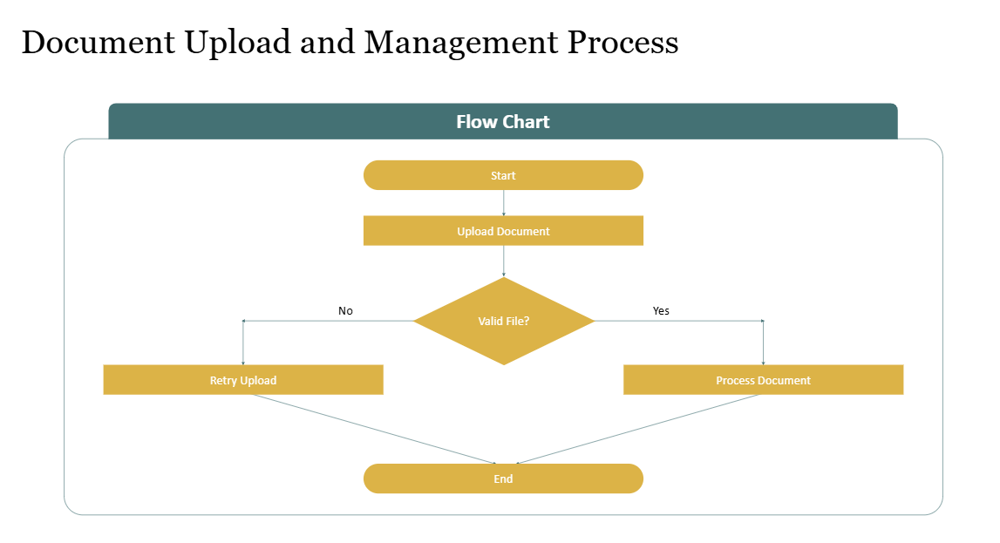 Document Upload and Management Process
Flow Chart
Start
Upload Document
No
Yes
Valid File?
Retry Upload
Process Document
End